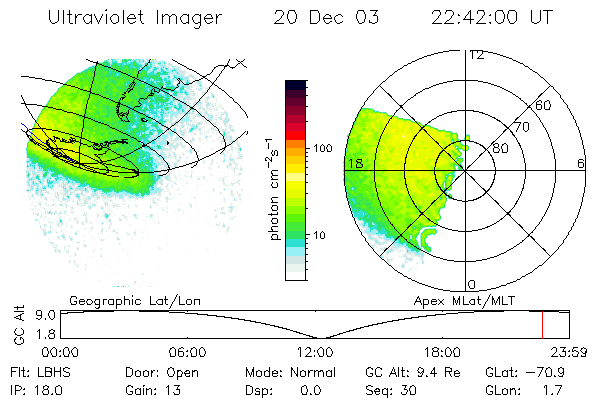 Ultraviolet Imager 20 Dec 03 22:42:00 UT
12
60
70
80
18 6
0
photon cm−2s−1
100
10
Geographic Lat/Lon Apex MLat/MLT
GC Alt
9.0
1.8
00:00 06:00 12:00 18:00 23:59
Flt: LBHS Door: Open Mode: Normal GC Alt: 9.4 Re GLat: −70.9
IP: 18.0 Gain: 13 Dsp: 0.0 Seq: 30 GLon: 1.7